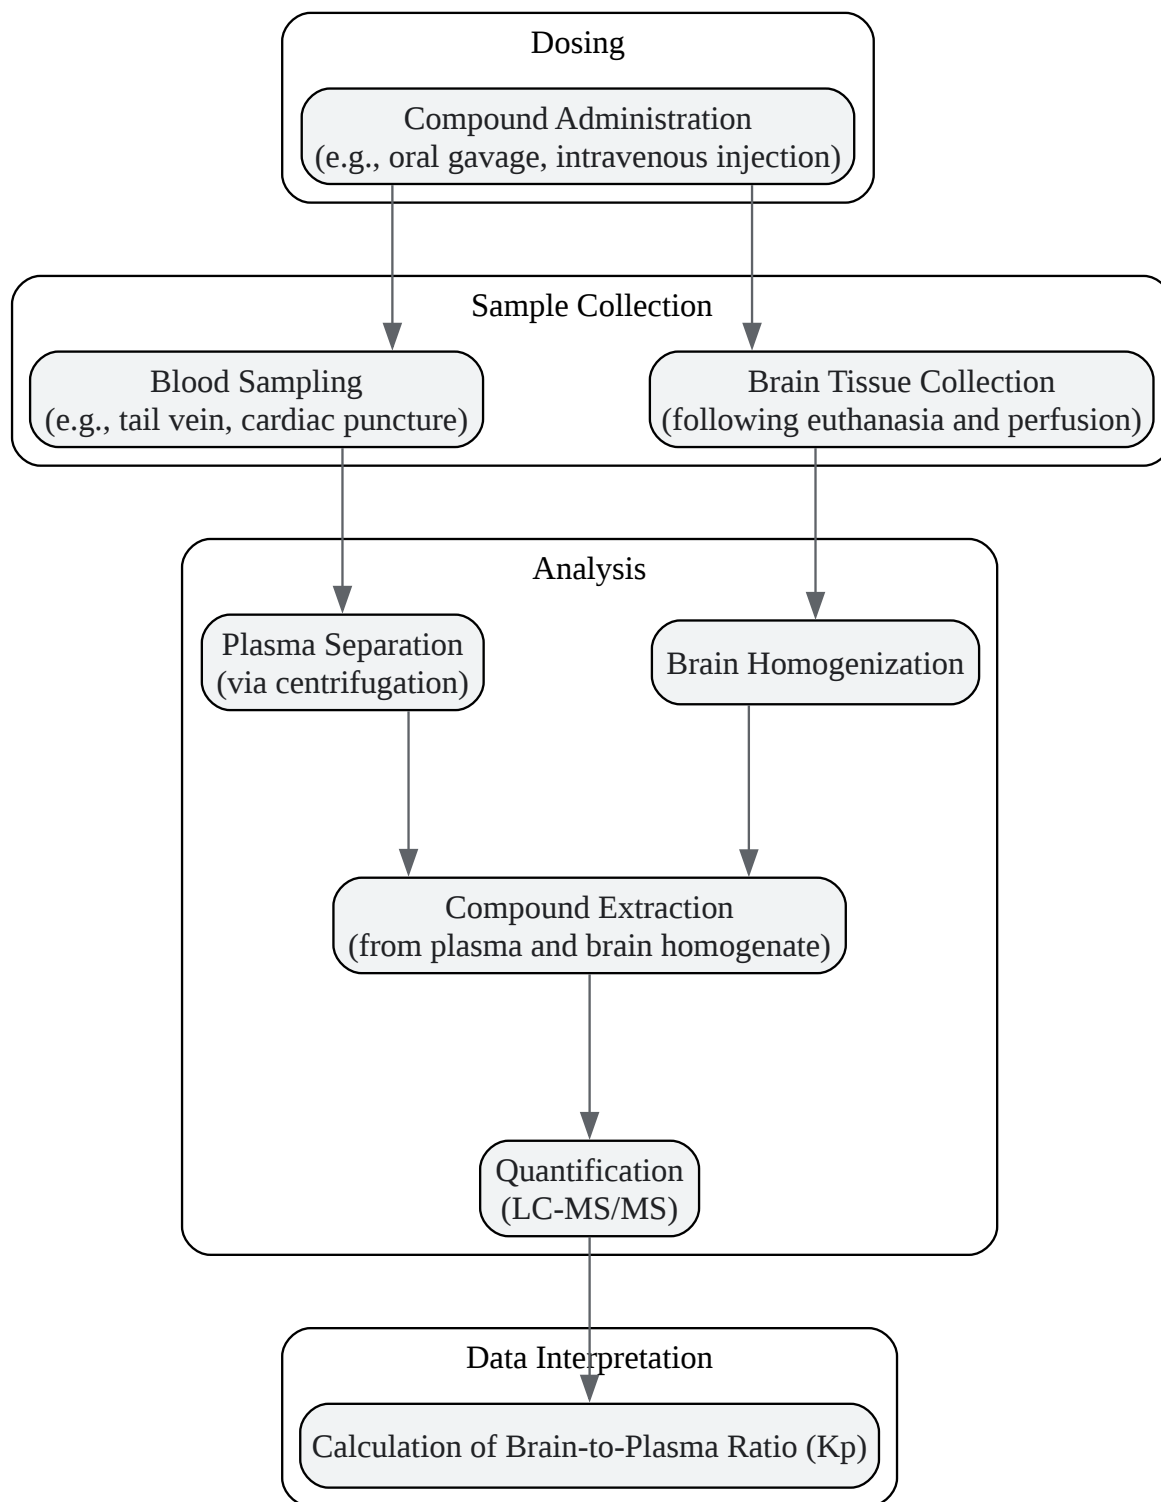 Dosing
Compound Administration
(e.g., oral gavage, intravenous injection)
Sample Collection
Blood Sampling
(e.g., tail vein, cardiac puncture)
Brain Tissue Collection
(following euthanasia and perfusion)
Analysis
Plasma Separation
(via centrifugation)
Brain Homogenization
Compound Extraction
(from plasma and brain homogenate)
Quantification
(LC-MS/MS)
Data Interpretation
Calculation of Brain-to-Plasma Ratio (Kp)